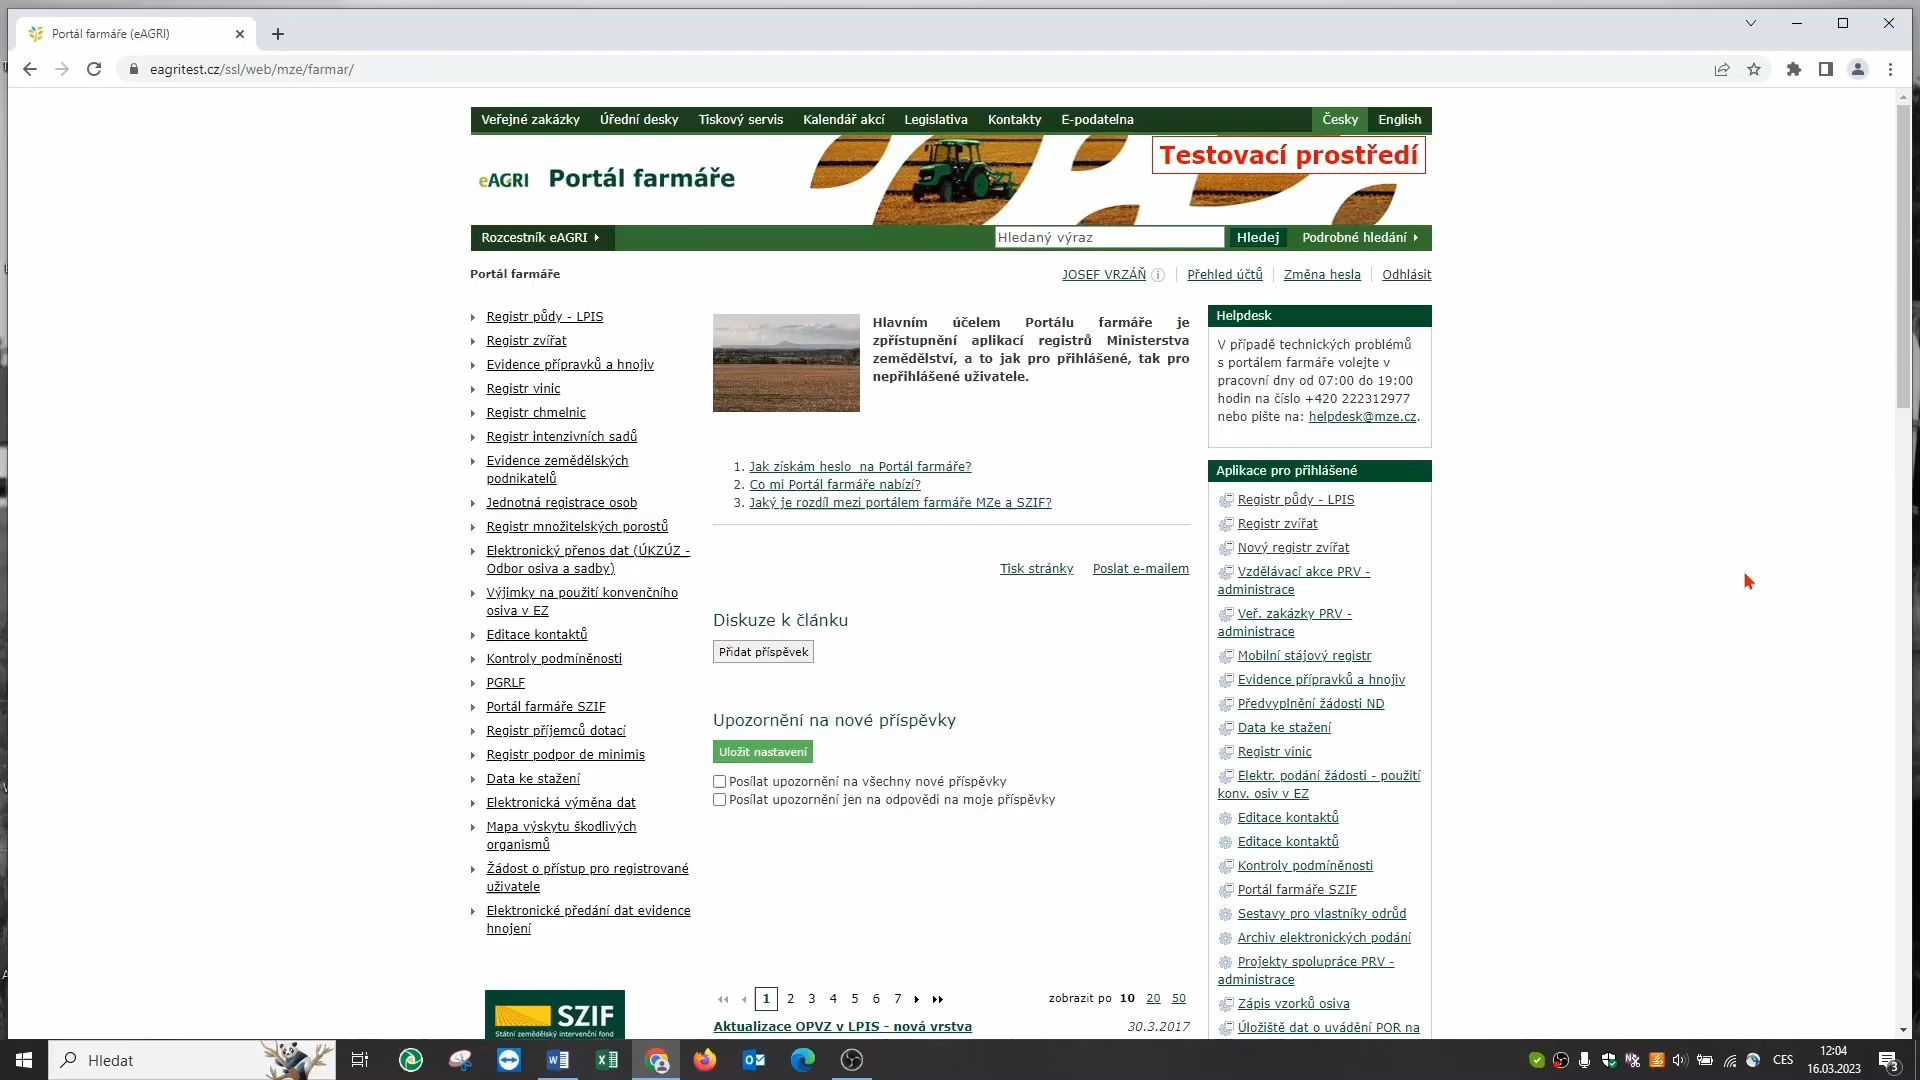 Portál farmáře (eAGRI)
eagritest.cz/ssl/web/mze/farmar/
Veřejné zakázky Úřední desky Tiskový servis Kalendář akcí Legislativa Kontakty E-podatelna Česky English
Testovací prostředí
eAGRI Portál farmáře
Rozcestník eAGRI Hledaný výraz Hledej Podrobné hledání
Portál farmáře JOSEF VRZÁŇ Přehled účtů Změna hesla Odhlásit
Registr půdy - LPIS
Registr zvířat
Evidence přípravků a hnojiv
Registr vinic
Registr chmelnic
Registr intenzivních sadů
Evidence zemědělských
podnikatelů
Jednotná registrace osob
Registr množitelských porostů
Elektronický přenos dat (ÚKZÚZ -
Odbor osiva a sadby)
Výjimky na použití konvenčního
osiva v EZ
Editace kontaktů
Kontroly podmíněnosti
PGRLF
Portál farmáře SZIF
Registr příjemců dotací
Registr podpor de minimis
Data ke stažení
Elektronická výměna dat
Mapa výskytu škodlivých
organismů
Žádost o přístup pro registrované
uživatele
Elektronické předání dat evidence
hnojení
SZIF
Státní zemědělský intervenční fond
Hlavním účelem Portálu farmáře je
zpřístupnění aplikací registrů Ministerstva
zemědělství, a to jak pro přihlášené, tak pro
nepřihlášené uživatele.
1. Jak získám heslo na Portál farmáře?
2. Co mi Portál farmáře nabízí?
3. Jaký je rozdíl mezi portálem farmáře MZe a SZIF?
Tisk stránky Poslat e-mailem
Diskuze k článku
Přidat příspěvek
Upozornění na nové příspěvky
Uložit nastavení
Posílat upozornění na všechny nové příspěvky
Posílat upozornění jen na odpovědi na moje příspěvky
1 2 3 4 5 6 7 zobrazit po 10 20 50
Aktualizace OPVZ v LPIS - nová vrstva 30.3.2017
Helpdesk
V případě technických problémů
s portálem farmáře volejte v
pracovní dny od 07:00 do 19:00
hodin na číslo +420 222312977
nebo pište na: helpdesk@mze.cz.
Aplikace pro přihlášené
Registr půdy - LPIS
Registr zvířat
Nový registr zvířat
Vzdělávací akce PRV -
administrace
Veř. zakázky PRV -
administrace
Mobilní stájový registr
Evidence přípravků a hnojiv
Předvyplnění žádosti ND
Data ke stažení
Registr vinic
Elektr. podání žádosti - použití
konv. osiv v EZ
Editace kontaktů
Editace kontaktů
Kontroly podmíněnosti
Portál farmáře SZIF
Sestavy pro vlastníky odrůd
Archiv elektronických podání
Projekty spolupráce PRV -
administrace
Zápis vzorků osiva
Úložiště dat o uvádění POR na
Hledat
CES
12:04
16.03.2023
3